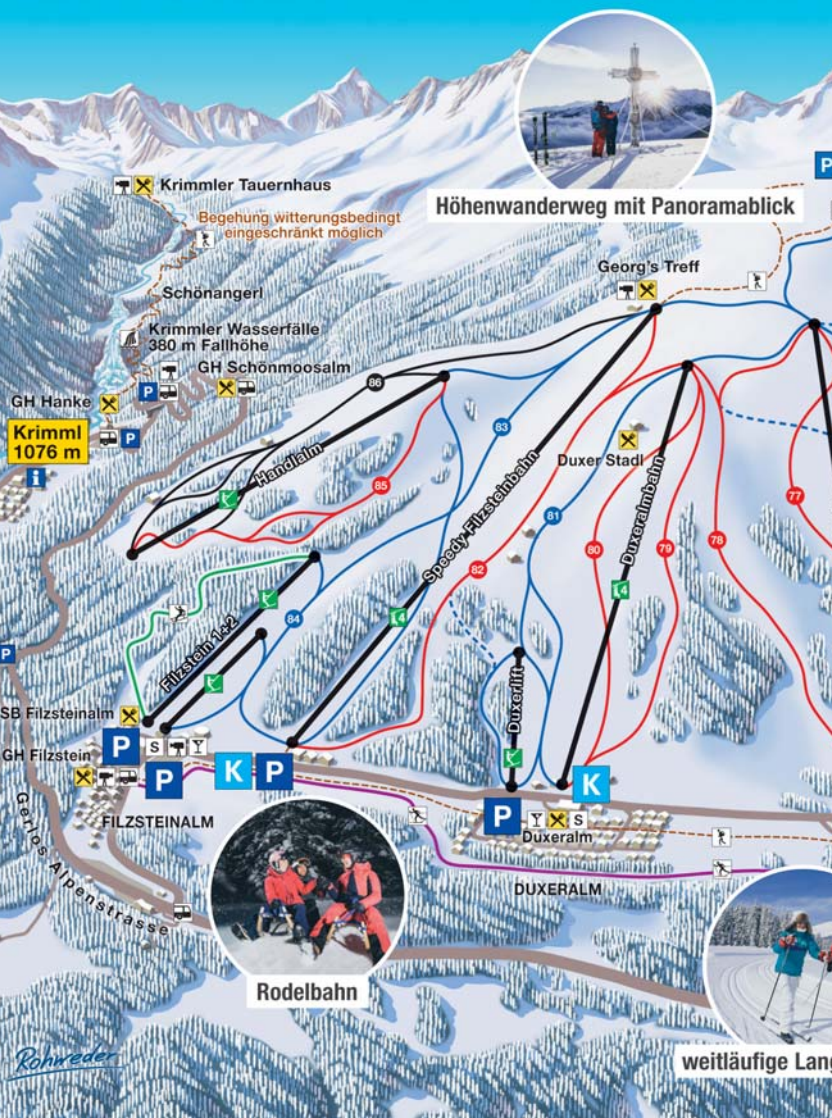 Höhenwanderweg mit Panoramablick
P
Krimmler Tauernhaus
Begehung witterungsbedingt
eingeschränkt möglich
Schönangerl
Georg's Treff
Krimmler Wasserfälle
380 m Fallhöhe
GH Schönmoosalm
P
GH Hanke
P
Krimml
1076 m
i
86
83
Handlalm
85
Duxer Stadl
Speedy Filzsteinbahn
81
Duxeralmbahn
77
80
79
78
82
4
4
84
Filzstein 1+2
Duxerlift
P
SB Filzsteinalm
P
S
GH Filzstein
P
K
P
K
P
S
Duxeralm
FILZSTEINALM
DUXERALM
Gerlos Alpenstrasse
Rodelbahn
Rohweder
weitläufige Lang